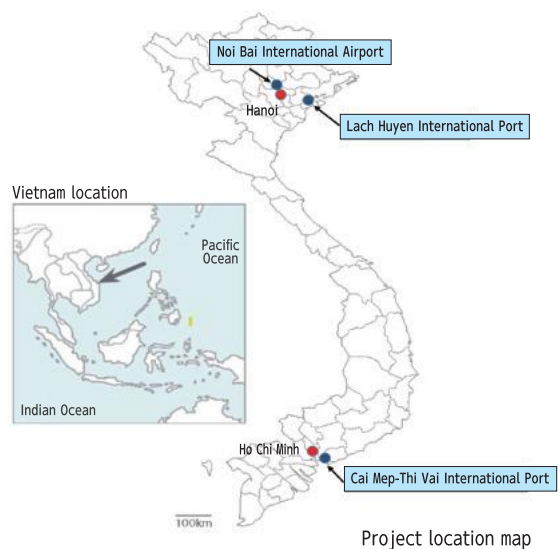 Noi Bai International Airport
Hanoi
Lach Huyen International Port
Vietnam location
Pacific
Ocean
Indian Ocean
Ho Chi Minh
Cai Mep-Thi Vai International Port
100km
Project location map